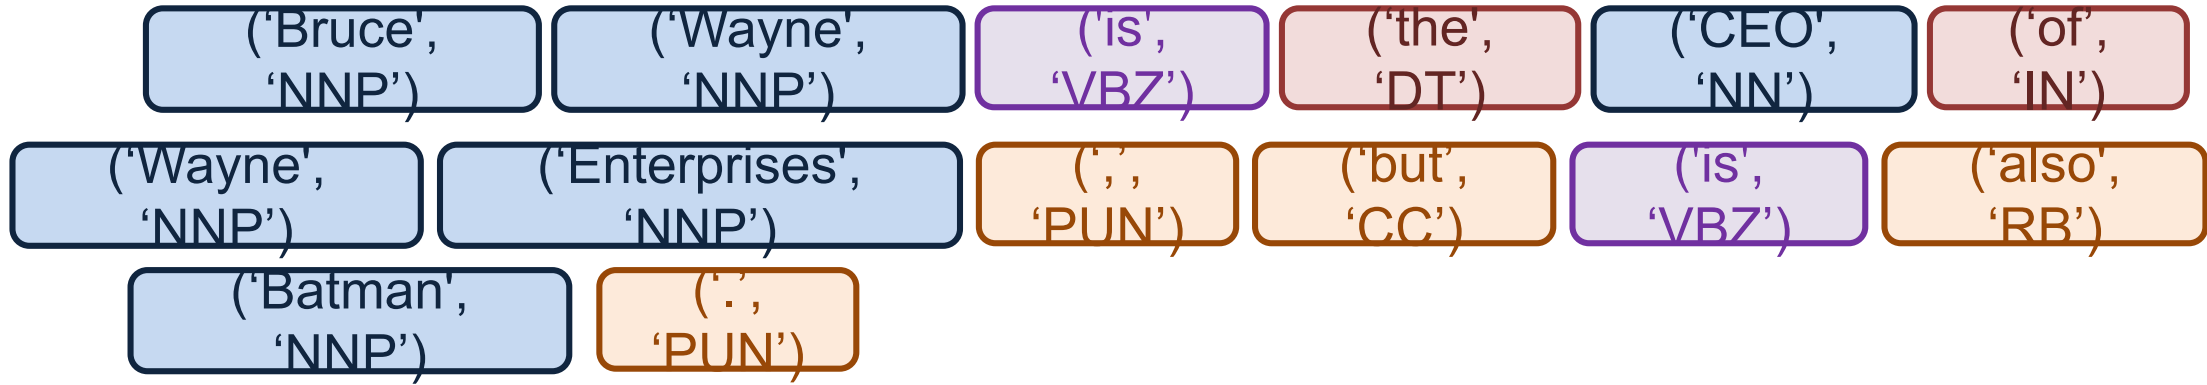 ('Bruce', ('Wayne', ('is', ('the', ('CEO', ('of',
‘NNP’) ‘NNP’) ‘VBZ’) ‘DT’) ‘NN’) ‘IN’)
(‘Wayne', (‘Enterprises', (‘,’, (‘but’, ('is', (‘also',
‘NNP’) ‘NNP’) ‘PUN’) ‘CC’) ‘VBZ’) ‘RB’)
(‘Batman', (‘.’,
‘NNP’) ‘PUN’)